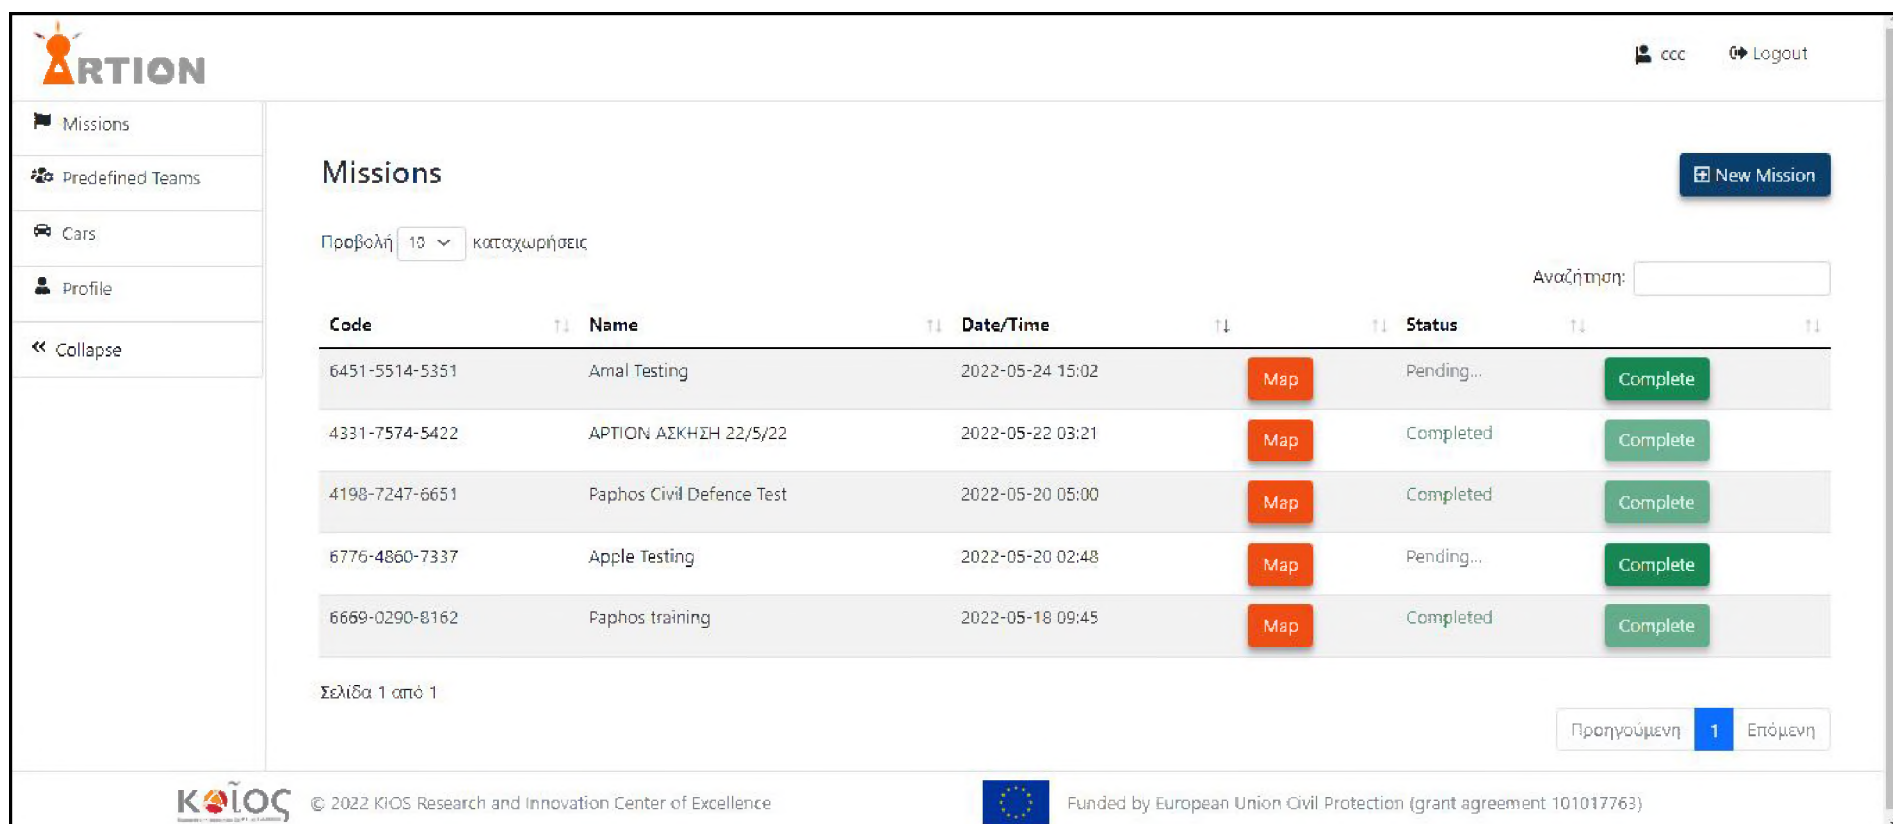 ARTION
ccc Logout
Missions
Predefined Teams
Cars
Profile
Collapse
Missions
New Mission
Προβολή 10 καταχωρήσεις
Αναζήτηση:
Code Name Date/Time Status
6451-5514-5351 Amal Testing 2022-05-24 15:02 Map Pending... Complete
4331-7574-5422 ΑΡΤΙΟΝ ΑΣΚΗΣΗ 22/5/22 2022-05-22 03:21 Map Completed Complete
4198-7247-6651 Paphos Civil Defence Test 2022-05-20 05:00 Map Completed Complete
6776-4860-7337 Apple Testing 2022-05-20 02:48 Map Pending... Complete
6669-0290-8162 Paphos training 2022-05-18 09:45 Map Completed Complete
Σελίδα 1 από 1
Προηγούμενη 1 Επόμενη
κοῖος © 2022 KIOS Research and Innovation Center of Excellence Funded by European Union Civil Protection (grant agreement 101017763)